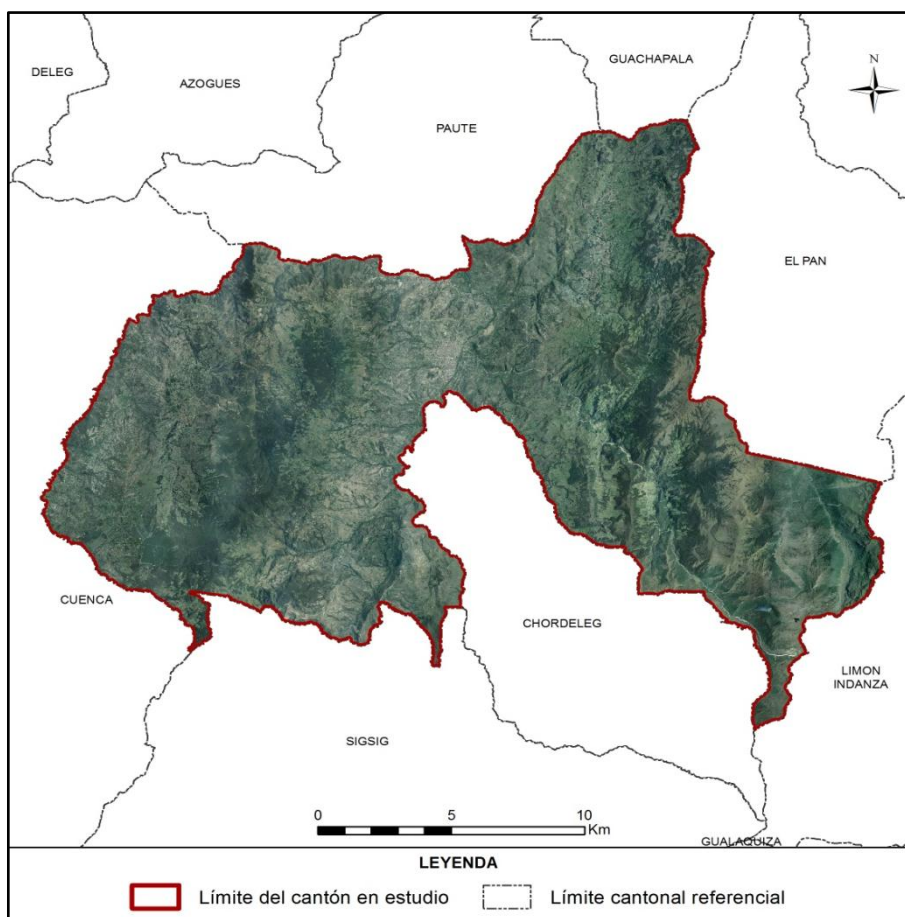 GUACHAPALA
N
DELEG
AZOGUES
PAUTE
EL PAN
CUENCA
CHORDELEG
LIMON
INDANZA
SIGSIG
0 5 10
Km
GUALAQUIZA
LEYENDA
Límite del cantón en estudio
Límite cantonal referencial